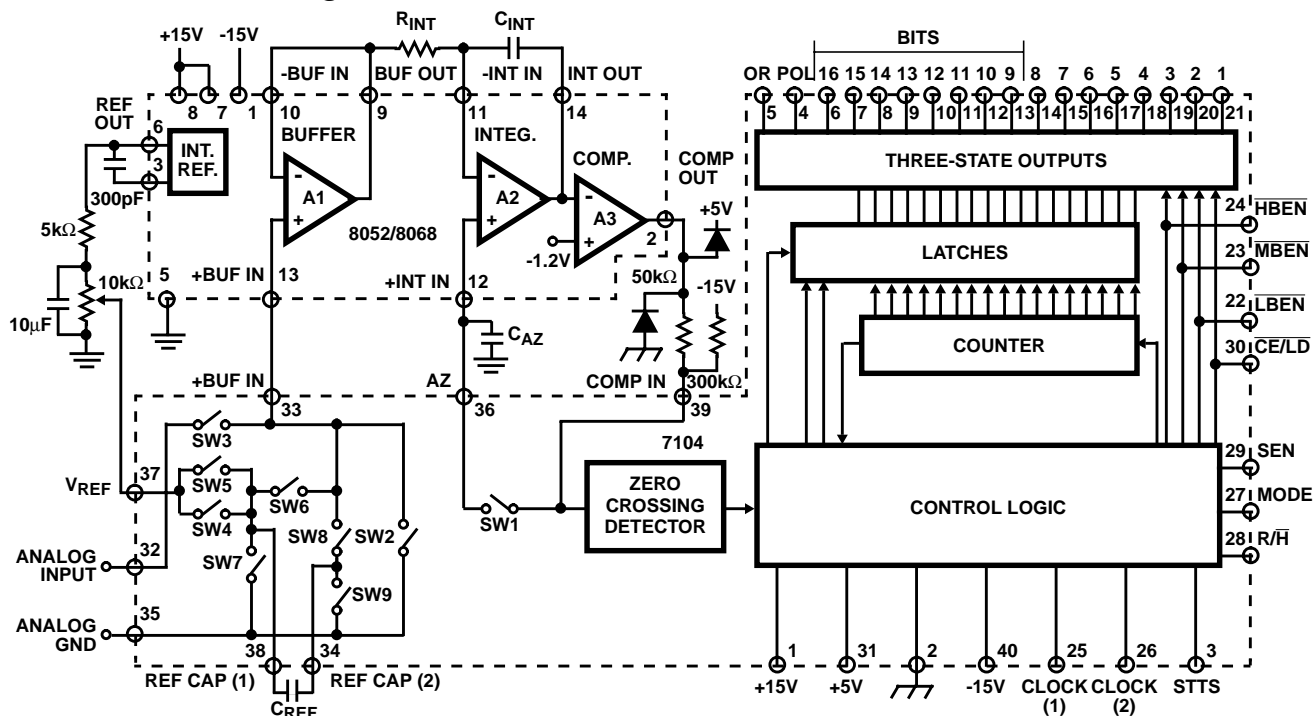 R_INT
C_INT
+15V
-15V
BITS
-BUF IN
BUF OUT
-INT IN
INT OUT
OR POL 16 15 14 13 12 11 10 9 8 7 6 5 4 3 2 1
REF
OUT
8 7 1 10 9 11 14
5 4 6 7 8 9 10 11 12 13 14 15 16 17 18 19 20 21
6
3
INT.
REF.
BUFFER
INTEG.
COMP.
COMP
OUT
THREE-STATE OUTPUTS
300pF
A1
A2
A3
+5V
2
24 HBEN
5kΩ
8052/8068
-1.2V
LATCHES
23 MBEN
10kΩ
5
+BUF IN 13
+INT IN 12
50kΩ
-15V
22 LBEN
10μF
C_AZ
COUNTER
30 CE/LD
+BUF IN
AZ
COMP IN
300kΩ
33
36
39
SW3
7104
29 SEN
37
V_REF
SW5
SW6
SW4
SW1
ZERO
CROSSING
DETECTOR
CONTROL LOGIC
27 MODE
32
ANALOG
INPUT
SW7
SW8
SW2
28 R/H̅
SW9
35
ANALOG
GND
38
34
1 31 2 40 25 26 3
REF CAP (1)
REF CAP (2)
C_REF
+15V
+5V
-15V
CLOCK
(1)
CLOCK
(2)
STTS